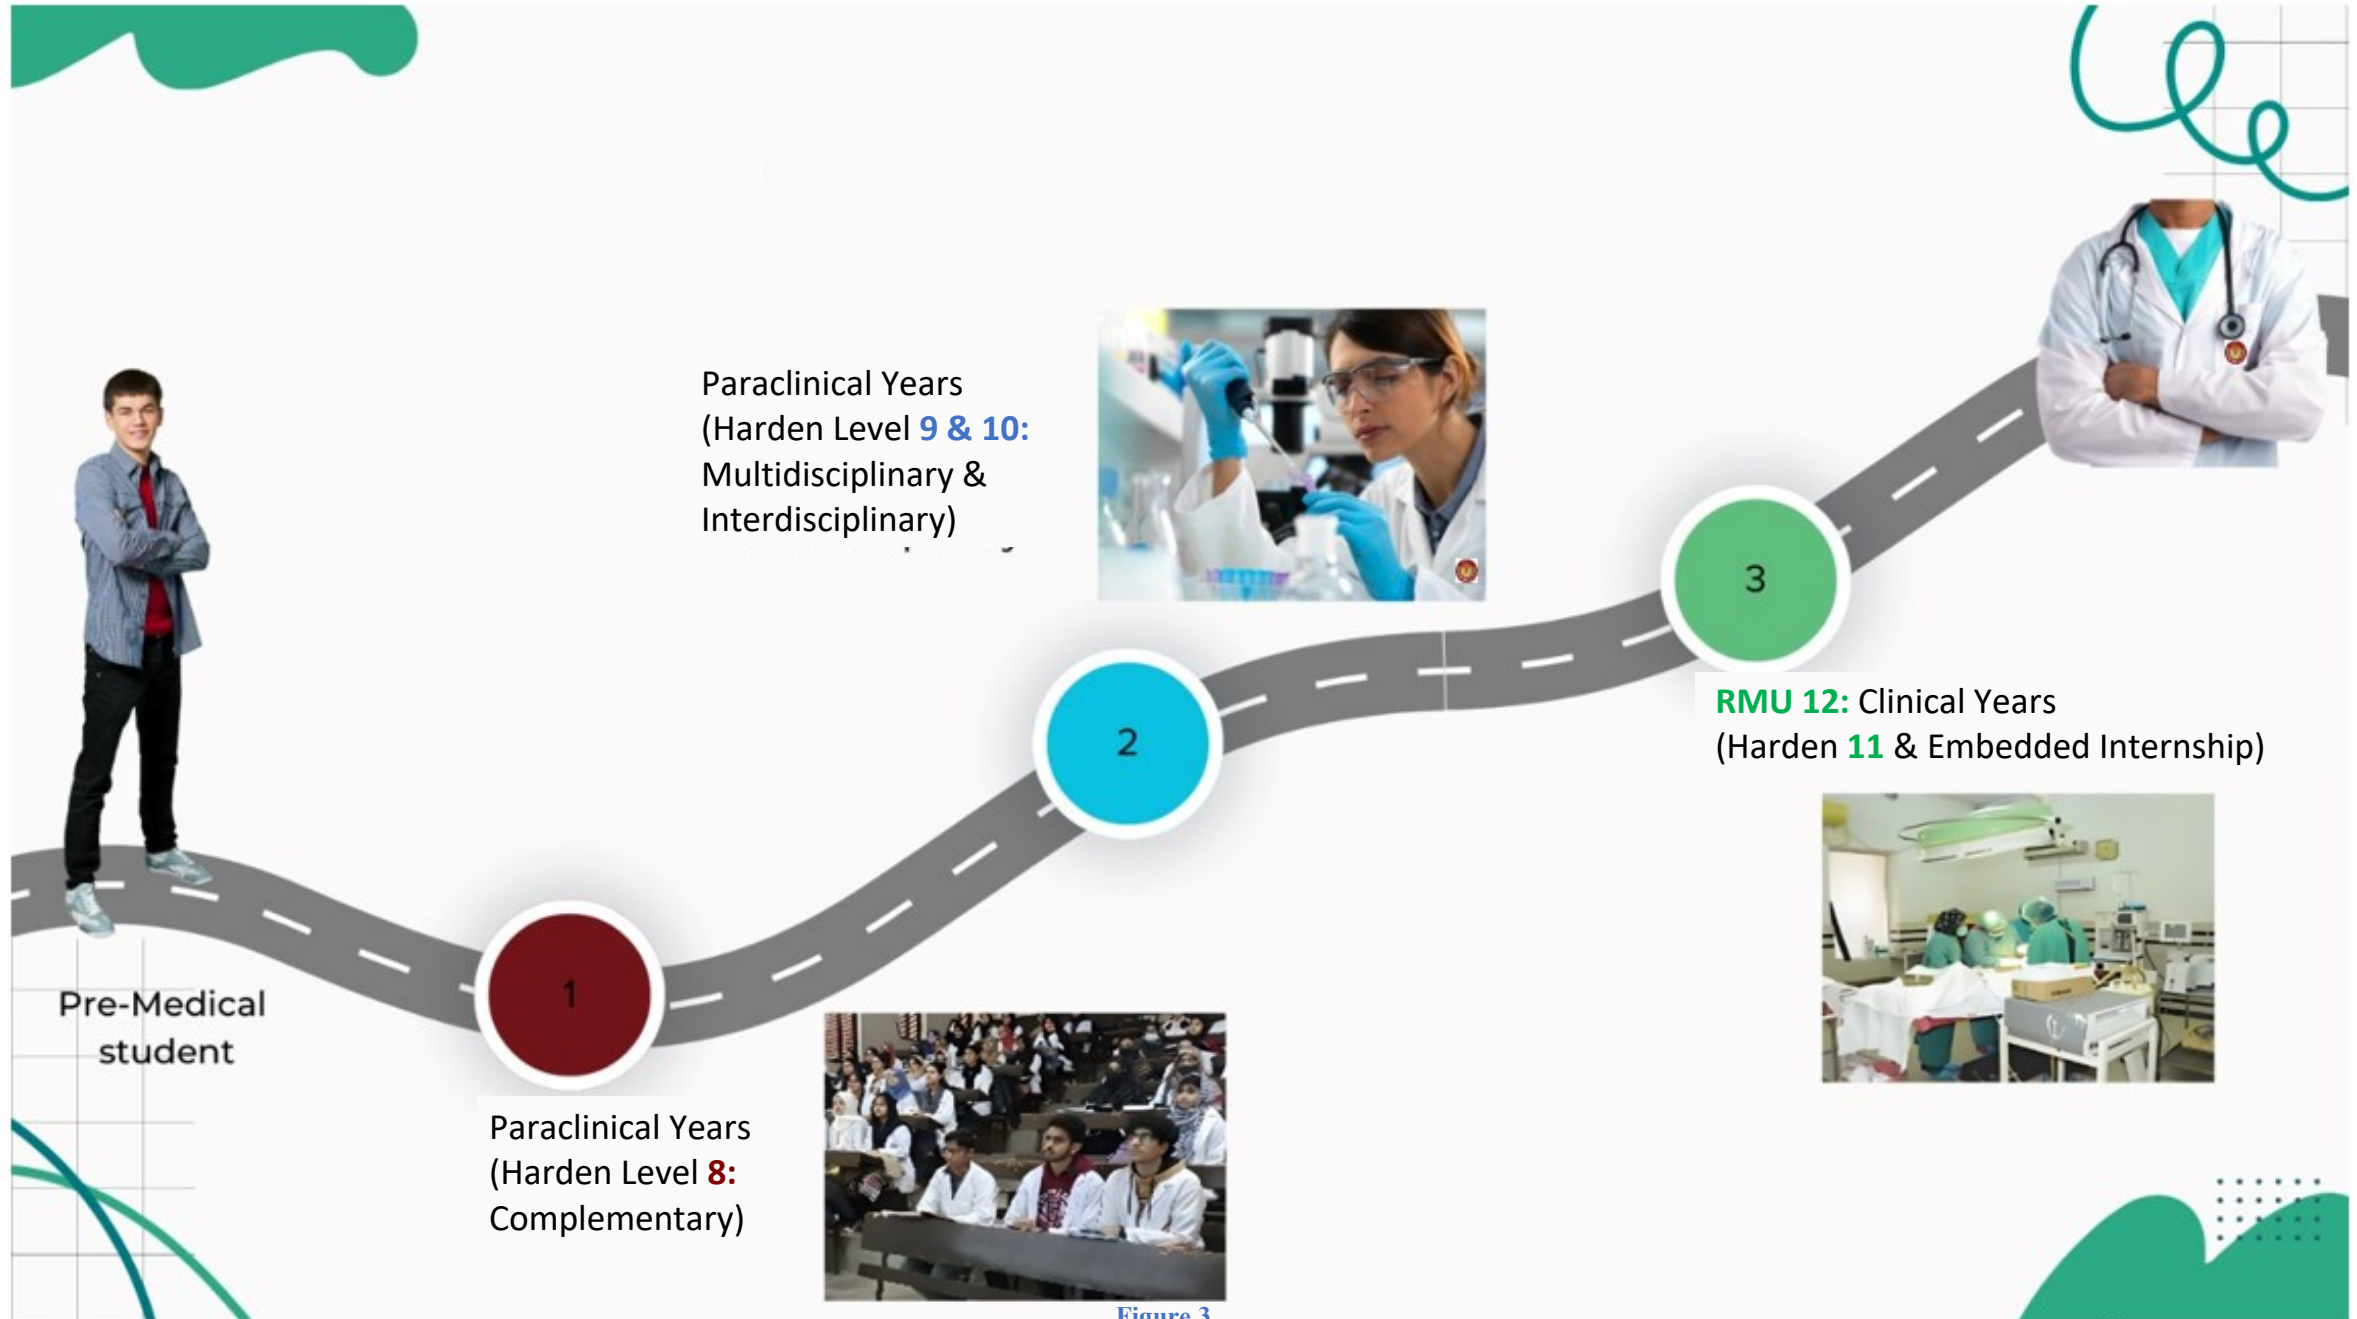 Paraclinical Years
(Harden Level 9 & 10:
Multidisciplinary &
Interdisciplinary)
3
2
RMU 12: Clinical Years
(Harden 11 & Embedded Internship)
1
Pre-Medical
student
Paraclinical Years
(Harden Level 8:
Complementary)
Figure 3